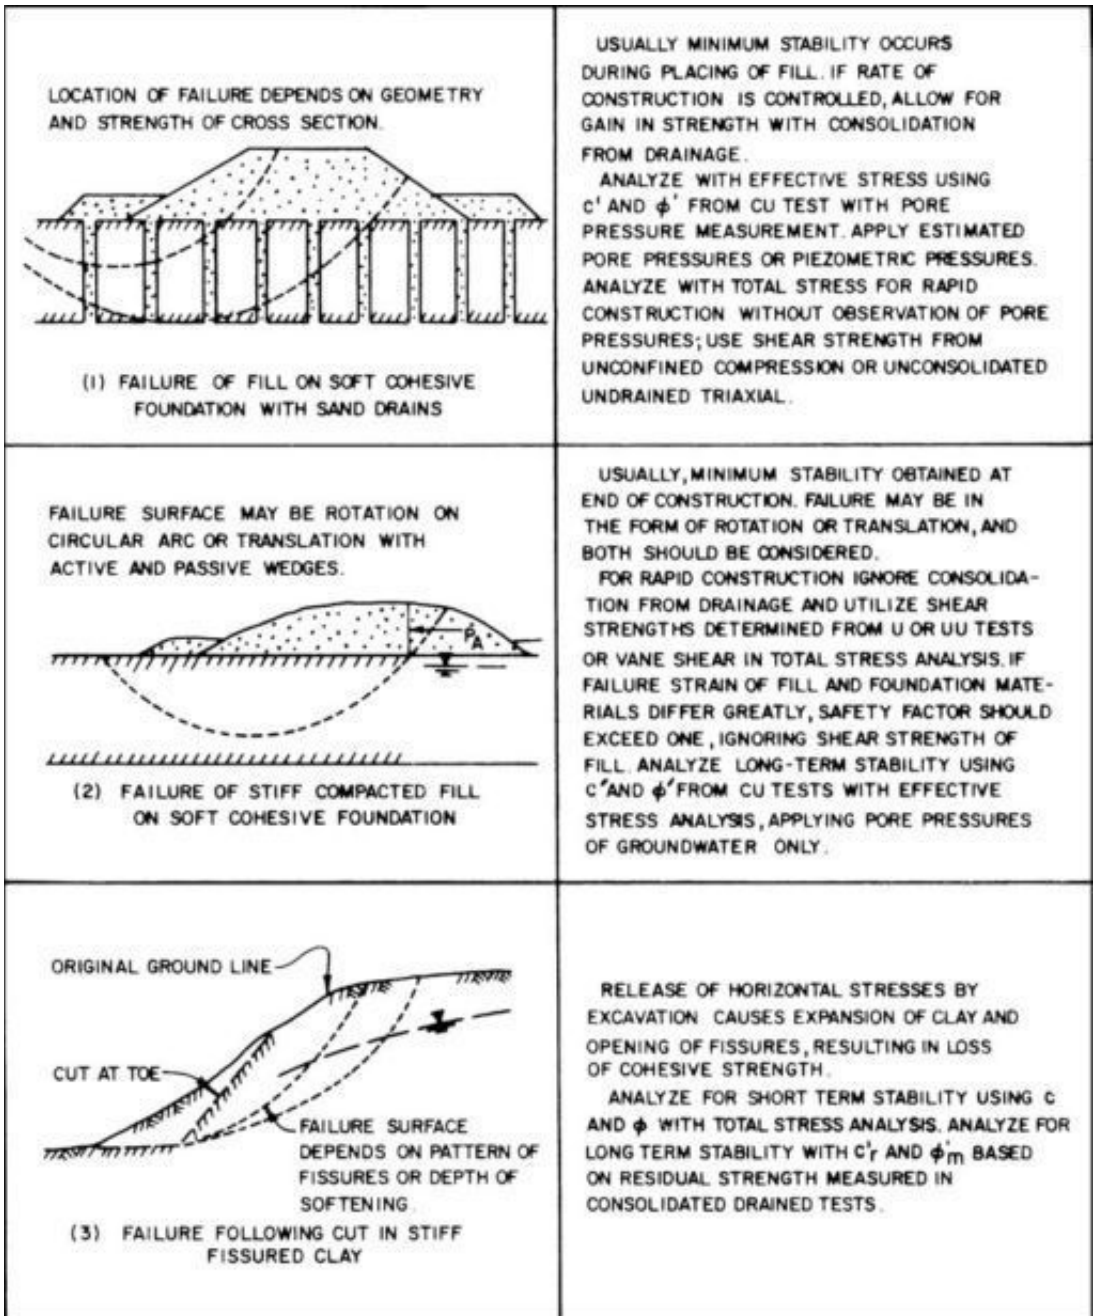 LOCATION OF FAILURE DEPENDS ON GEOMETRY
AND STRENGTH OF CROSS SECTION.
(1) FAILURE OF FILL ON SOFT COHESIVE
FOUNDATION WITH SAND DRAINS
USUALLY MINIMUM STABILITY OCCURS
DURING PLACING OF FILL. IF RATE OF
CONSTRUCTION IS CONTROLLED, ALLOW FOR
GAIN IN STRENGTH WITH CONSOLIDATION
FROM DRAINAGE.
ANALYZE WITH EFFECTIVE STRESS USING
C' AND ϕ' FROM CU TEST WITH PORE
PRESSURE MEASUREMENT. APPLY ESTIMATED
PORE PRESSURES OR PIEZOMETRIC PRESSURES.
ANALYZE WITH TOTAL STRESS FOR RAPID
CONSTRUCTION WITHOUT OBSERVATION OF PORE
PRESSURES; USE SHEAR STRENGTH FROM
UNCONFINED COMPRESSION OR UNCONSOLIDATED
UNDRAINED TRIAXIAL.
FAILURE SURFACE MAY BE ROTATION ON
CIRCULAR ARC OR TRANSLATION WITH
ACTIVE AND PASSIVE WEDGES.
PA
(2) FAILURE OF STIFF COMPACTED FILL
ON SOFT COHESIVE FOUNDATION
USUALLY, MINIMUM STABILITY OBTAINED AT
END OF CONSTRUCTION. FAILURE MAY BE IN
THE FORM OF ROTATION OR TRANSLATION, AND
BOTH SHOULD BE CONSIDERED.
FOR RAPID CONSTRUCTION IGNORE CONSOLIDA-
TION FROM DRAINAGE AND UTILIZE SHEAR
STRENGTHS DETERMINED FROM U OR UU TESTS
OR VANE SHEAR IN TOTAL STRESS ANALYSIS. IF
FAILURE STRAIN OF FILL AND FOUNDATION MATE-
RIALS DIFFER GREATLY, SAFETY FACTOR SHOULD
EXCEED ONE, IGNORING SHEAR STRENGTH OF
FILL. ANALYZE LONG-TERM STABILITY USING
C' AND ϕ' FROM CU TESTS WITH EFFECTIVE
STRESS ANALYSIS, APPLYING PORE PRESSURES
OF GROUNDWATER ONLY.
ORIGINAL GROUND LINE
CUT AT TOE
FAILURE SURFACE
DEPENDS ON PATTERN OF
FISSURES OR DEPTH OF
SOFTENING.
(3) FAILURE FOLLOWING CUT IN STIFF
FISSURED CLAY
RELEASE OF HORIZONTAL STRESSES BY
EXCAVATION CAUSES EXPANSION OF CLAY AND
OPENING OF FISSURES, RESULTING IN LOSS
OF COHESIVE STRENGTH.
ANALYZE FOR SHORT TERM STABILITY USING C
AND ϕ WITH TOTAL STRESS ANALYSIS. ANALYZE FOR
LONG TERM STABILITY WITH C'r AND ϕ'm BASED
ON RESIDUAL STRENGTH MEASURED IN
CONSOLIDATED DRAINED TESTS.